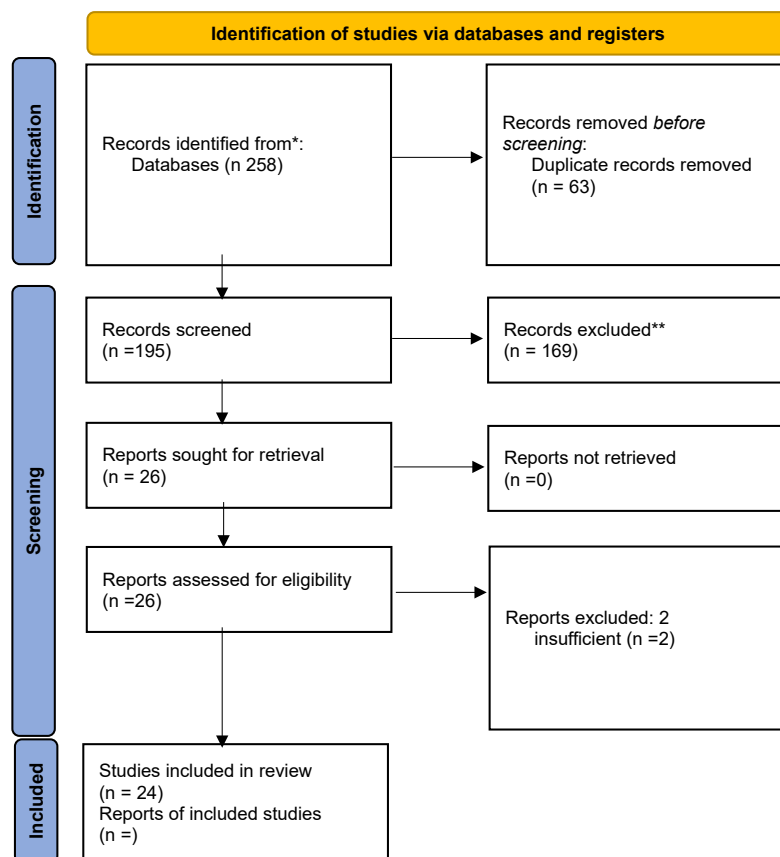 Identification of studies via databases and registers
Identification
Records identified from*:
Databases (n 258)
Records removed before
screening:
Duplicate records removed
(n = 63)
Screening
Records screened
(n =195)
Records excluded**
(n = 169)
Reports sought for retrieval
(n = 26)
Reports not retrieved
(n =0)
Reports assessed for eligibility
(n =26)
Reports excluded: 2
insufficient (n =2)
Included
Studies included in review
(n = 24)
Reports of included studies
(n =)